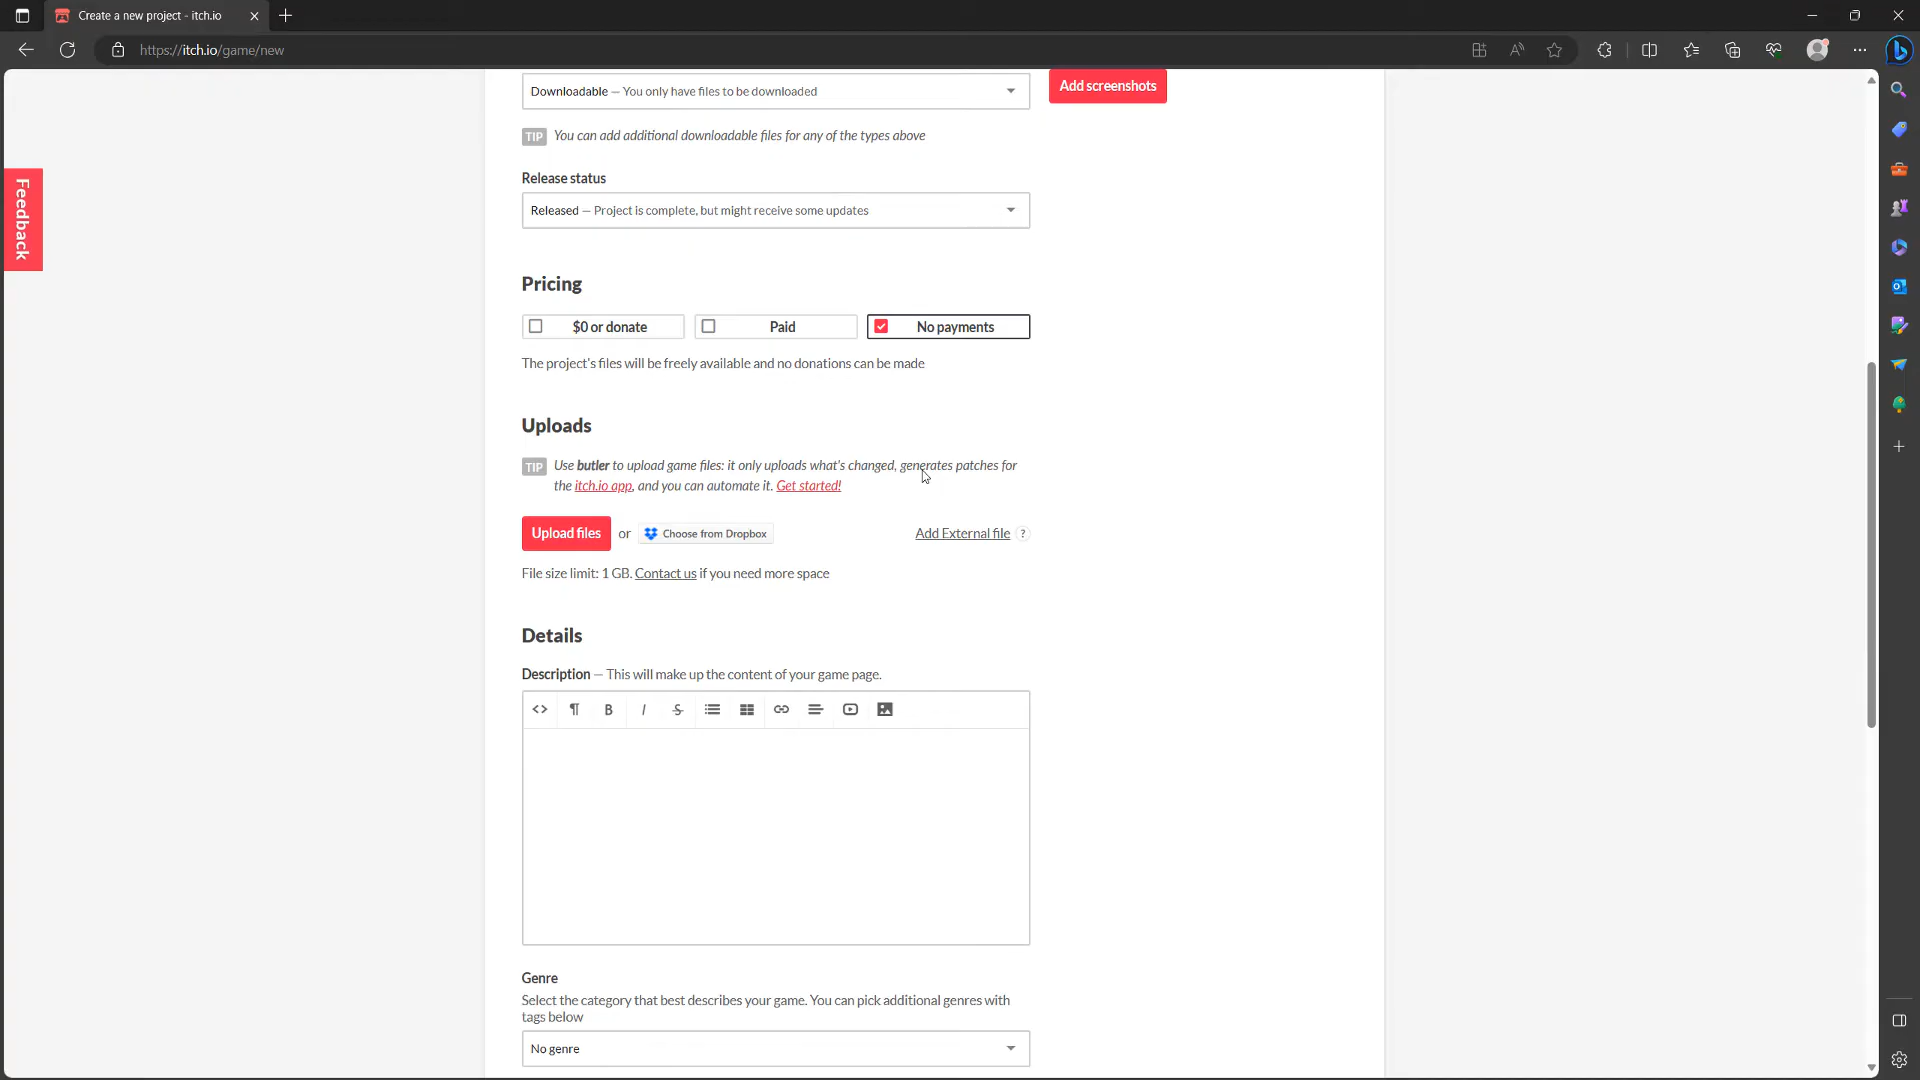 Create a new project - itch.io
https://itch.io/game/new
Downloadable — You only have files to be downloaded
Add screenshots
TIP You can add additional downloadable files for any of the types above
Feedback
Release status
Released — Project is complete, but might receive some updates
Pricing
$0 or donate
Paid
No payments
The project's files will be freely available and no donations can be made
Uploads
TIP Use butler to upload game files: it only uploads what's changed, generates patches for
the itch.io app, and you can automate it. Get started!
Upload files or Choose from Dropbox
Add External file ?
File size limit: 1 GB. Contact us if you need more space
Details
Description — This will make up the content of your game page.
Genre
Select the category that best describes your game. You can pick additional genres with
tags below
No genre